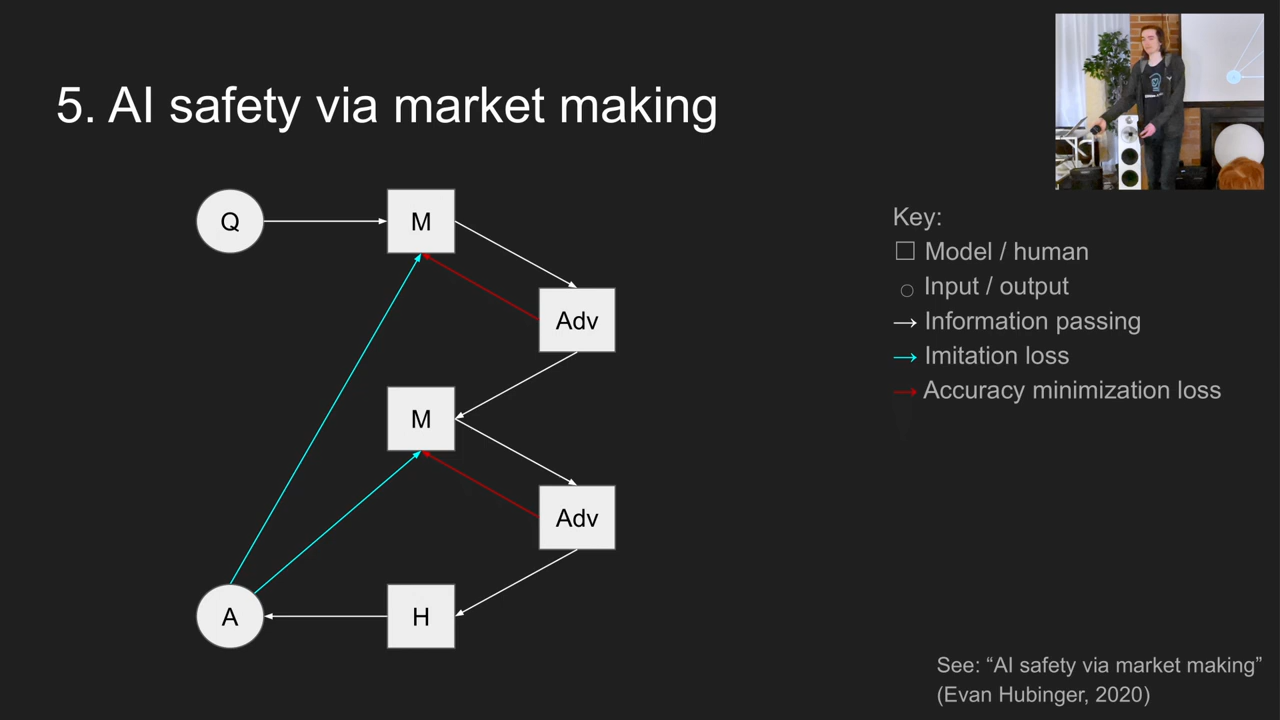 5. AI safety via market making
Q
M
Adv
M
Adv
A
H
Key:
Model / human
Input / output
Information passing
Imitation loss
Accuracy minimization loss
See: “AI safety via market making”
(Evan Hubinger, 2020)